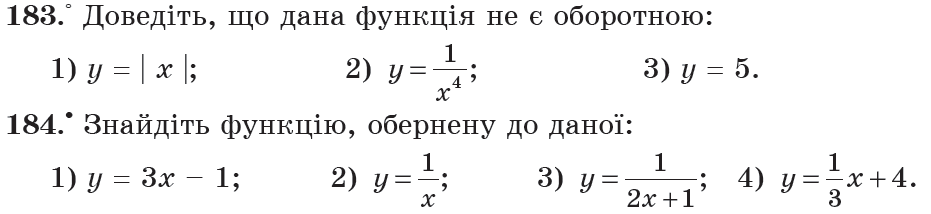 183.° Доведіть, що дана функція не є оборотною:
1) y = | x |; 2) y = 1/x⁴; 3) y = 5.
184.• Знайдіть функцію, обернену до даної:
1) y = 3x − 1; 2) y = 1/x; 3) y = 1/(2x + 1); 4) y = 1/3 x + 4.